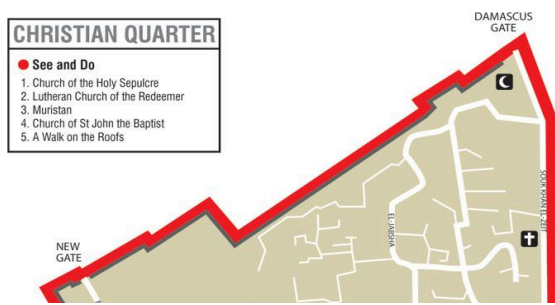 CHRISTIAN QUARTER
See and Do
1. Church of the Holy Sepulcre
2. Lutheran Church of the Redeemer
3. Muristan
4. Church of St John the Baptist
5. A Walk on the Roofs
DAMASCUS
GATE
SOUK KHAN EL-ZEIT
EL-JABSHA
NEW
GATE